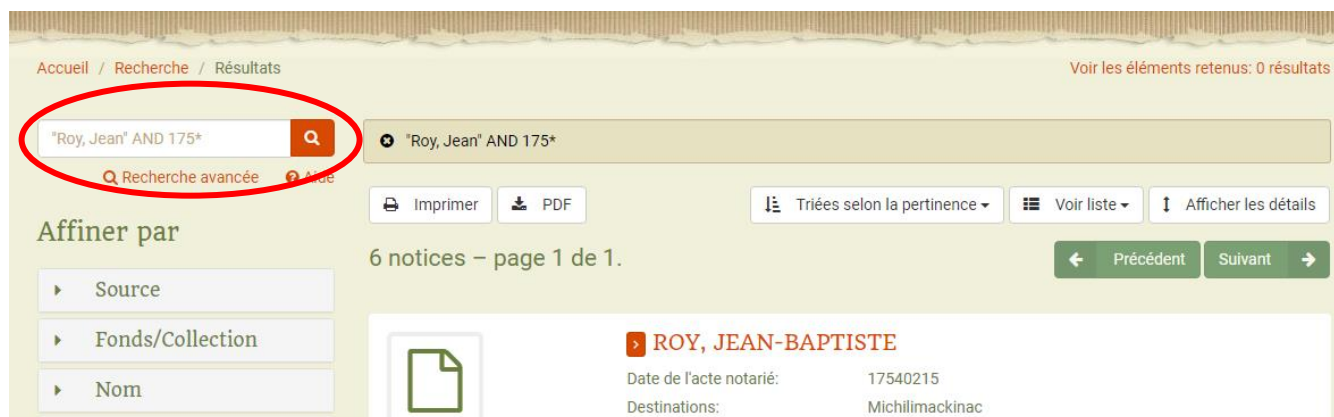 Accueil / Recherche / Résultats
Voir les éléments retenus: 0 résultats
"Roy, Jean" AND 175*
"Roy, Jean" AND 175*
Recherche avancée Aide
Imprimer PDF Triées selon la pertinence Voir liste Afficher les détails
Affiner par
6 notices – page 1 de 1.
Précédent Suivant
Source
Fonds/Collection
Nom
ROY, JEAN-BAPTISTE
Date de l'acte notarié: 17540215
Destinations: Michilimackinac